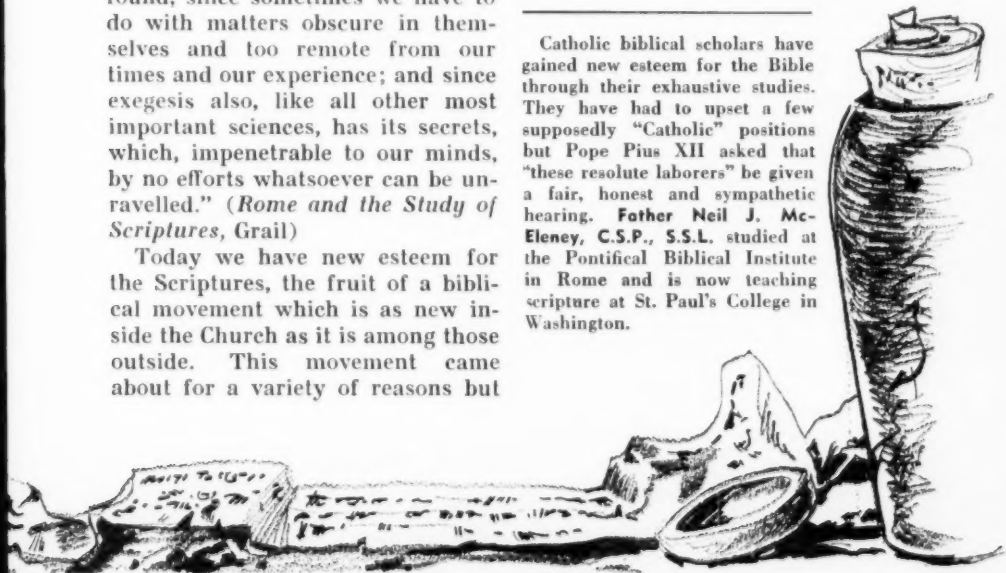 do with matters obscure in them-
selves and too remote from our
times and our experience; and since
exegesis also, like all other most
important sciences, has its secrets,
which, impenetrable to our minds,
by no efforts whatsoever can be un-
ravelled." (Rome and the Study of
Scriptures, Grail)
Today we have new esteem for
the Scriptures, the fruit of a bibli-
cal movement which is as new in-
side the Church as it is among those
outside. This movement came
about for a variety of reasons but
Catholic biblical scholars have
gained new esteem for the Bible
through their exhaustive studies.
They have had to upset a few
supposedly "Catholic" positions
but Pope Pius XII asked that
"these resolute laborers" be given
a fair, honest and sympathetic
hearing. Father Neil J. Mc-
Eleney, C.S.P., S.S.L. studied at
the Pontifical Biblical Institute
in Rome and is now teaching
scripture at St. Paul's College in
Washington.